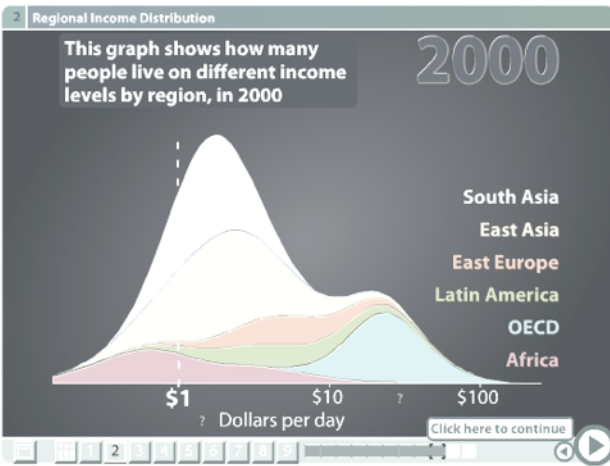 2 Regional Income Distribution
This graph shows how many
people live on different income
levels by region, in 2000
2000
South Asia
East Asia
East Europe
Latin America
OECD
Africa
$1 $10 ? $100
? Dollars per day
Click here to continue
1 2 3 4 5 6 7 8 9